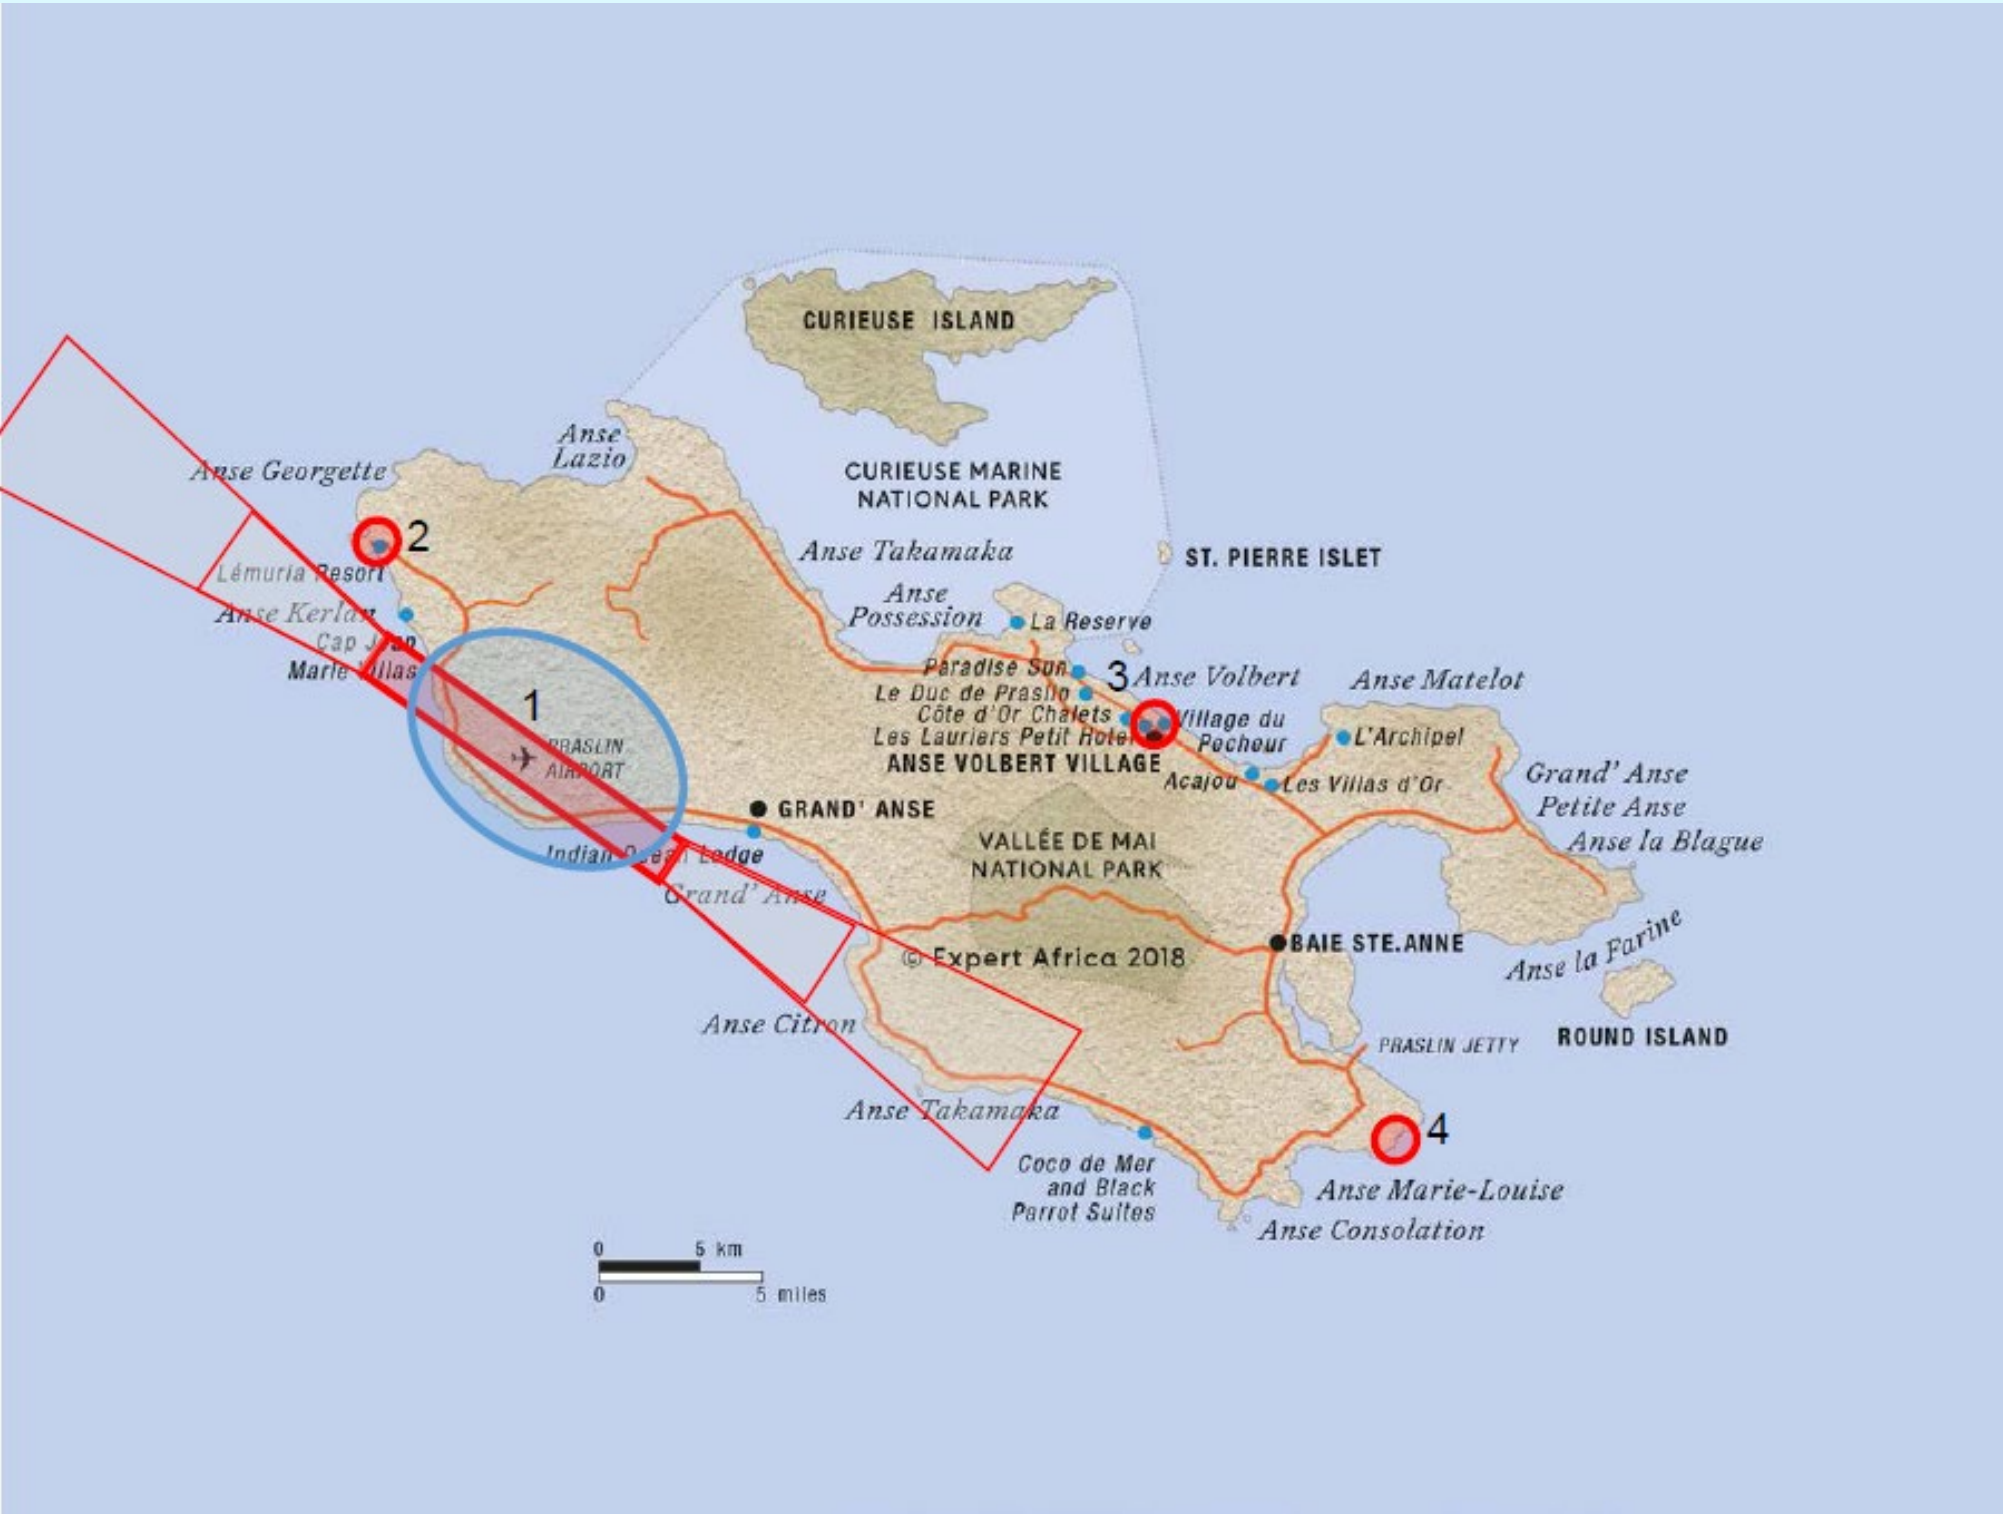 CURIEUSE ISLAND
Anse
Lazio
Anse Georgette
CURIEUSE MARINE
NATIONAL PARK
2
Anse Takamaka
ST. PIERRE ISLET
Lémuria Resort
Anse
Possession
La Reserve
Anse Kerlan
Cap Jean
Marie Villas
Paradise Sun
3
Anse Volbert
Anse Matelot
Le Duc de Praslin
Côte d'Or Chalets
Village du
Pecheur
Les Lauriers Petit Hotel
L'Archipel
1
PRASLIN
AIRPORT
ANSE VOLBERT VILLAGE
Acajou
Les Villas d'Or
Grand' Anse
Petite Anse
Anse la Blague
GRAND' ANSE
Indian Ocean Lodge
VALLÉE DE MAI
NATIONAL PARK
Grand' Anse
© Expert Africa 2018
BAIE STE.ANNE
Anse la Farine
Anse Citron
ROUND ISLAND
PRASLIN JETTY
Anse Takamaka
4
Coco de Mer
and Black
Parrot Suites
Anse Marie-Louise
Anse Consolation
0 5 km
0 5 miles